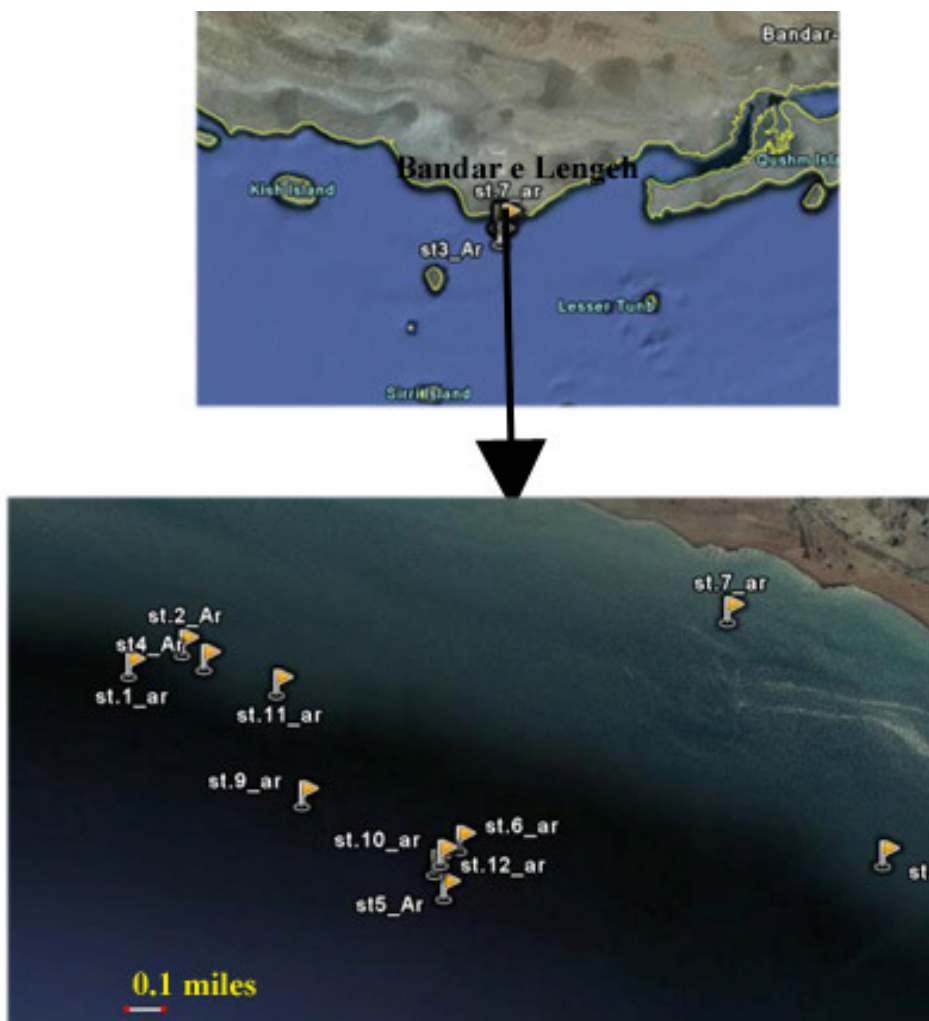 Bandar-
Bandar e Lengeh
Kish Island
Qushm Isla
st.7_ar
st3_Ar
Lesser Tunb
Sirri Island
st.7_ar
st.2_Ar
st4_Ar
st.1_ar
st.11_ar
st.9_ar
st.6_ar
st.10_ar
st.12_ar
st
st5_Ar
0.1 miles